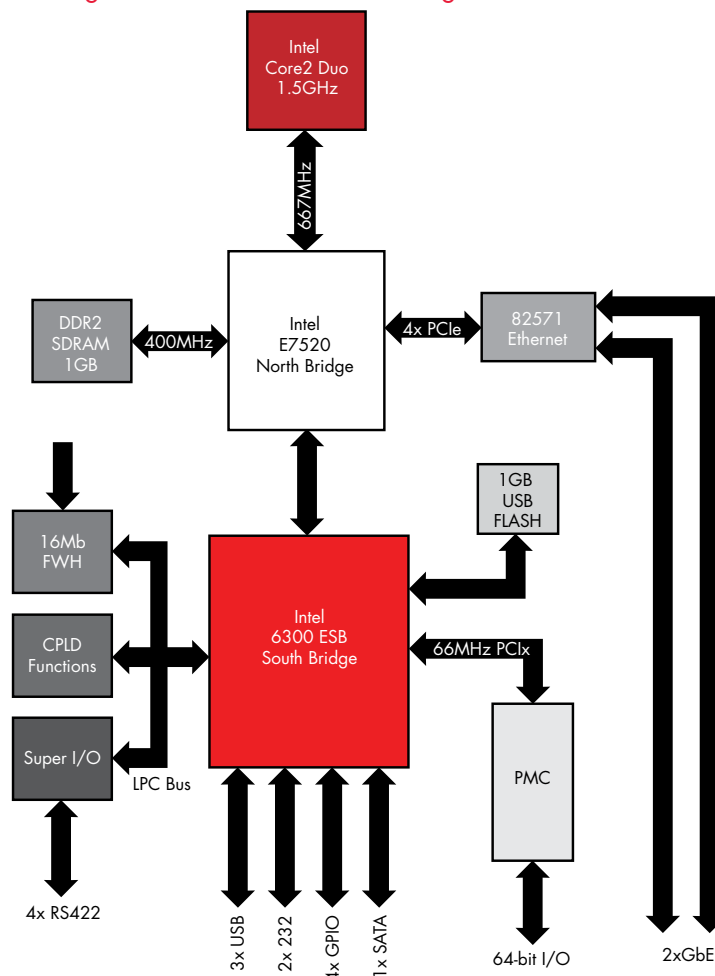 Intel
Core2 Duo
1.5GHz
667MHz
DDR2
SDRAM
1GB
400MHz
Intel
E7520
North Bridge
4x PCIe
82571
Ethernet
1GB
USB
FLASH
16Mb
FWH
Intel
6300 ESB
South Bridge
CPLD
Functions
66MHz PCIx
Super I/O
LPC Bus
PMC
4x RS422
3x USB
2x 232
4x GPIO
1x SATA
64-bit I/O
2xGbE